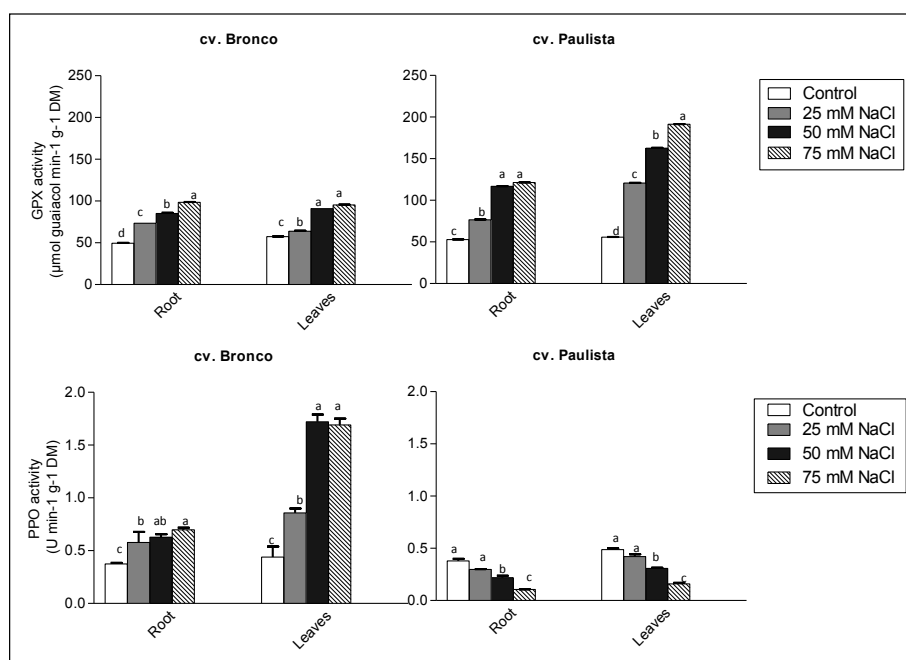 cv. Bronco
cv. Paulista
GPX activity
(µmol guaiacol min-1 g-1 DM)
250
200
150
100
50
0
d
c
b
a
c
b
a
a
Root
Leaves
250
200
150
100
50
0
c
b
a
a
d
c
b
a
Root
Leaves
Control
25 mM NaCl
50 mM NaCl
75 mM NaCl
cv. Bronco
cv. Paulista
PPO activity
(U min-1 g-1 DM)
2.0
1.5
1.0
0.5
0.0
c
b
ab
a
c
b
a
a
Root
Leaves
2.0
1.5
1.0
0.5
0.0
a
a
b
c
a
a
b
c
Root
Leaves
Control
25 mM NaCl
50 mM NaCl
75 mM NaCl